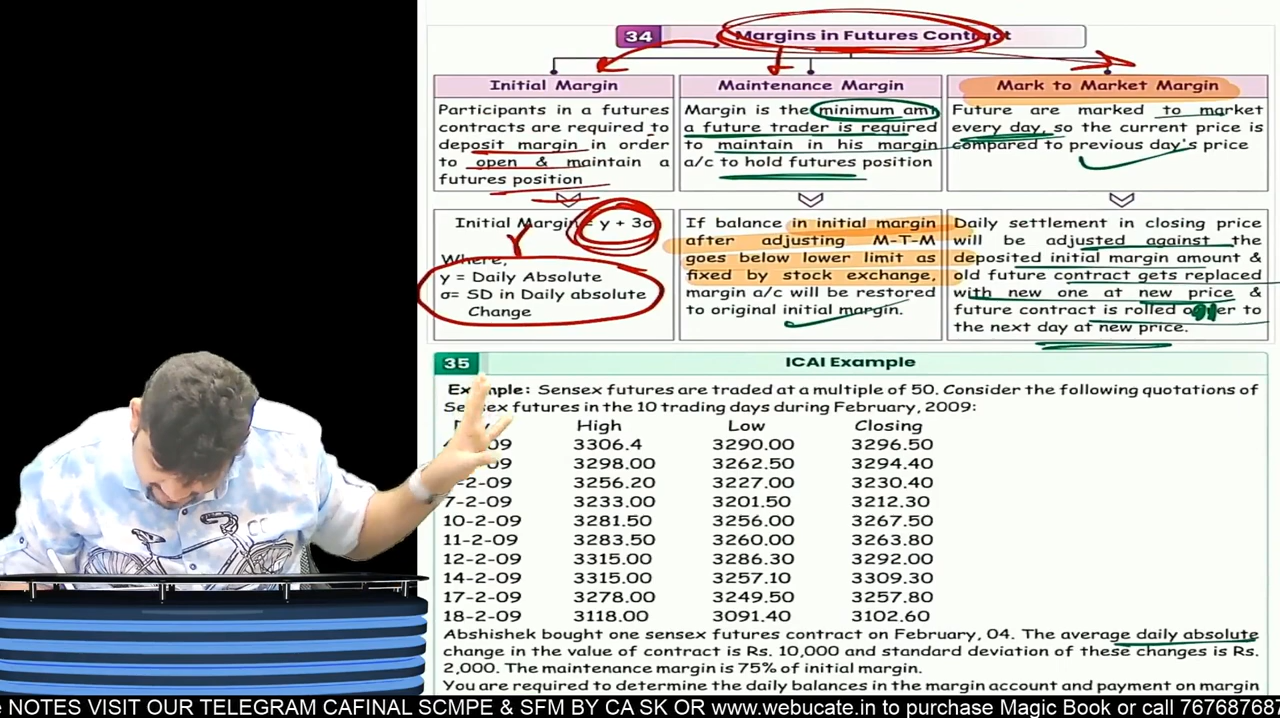 34
Margins in Futures Contract
Initial Margin
Participants in a futures
contracts are required to
deposit margin in order
to open & maintain a
futures position
Initial Margin = y + 3σ
Y
Where,
y = Daily Absolute
σ= SD in Daily absolute
Change
Maintenance Margin
Margin is the minimum amt
a future trader is required
to maintain in his margin
a/c to hold futures position
If balance in initial margin
after adjusting M-T-M
goes below lower limit as
fixed by stock exchange,
margin a/c will be restored
to original initial margin.
Mark to Market Margin
Future are marked to market
every day, so the current price is
compared to previous day's price
Daily settlement in closing price
will be adjusted against the
deposited initial margin amount &
old future contract gets replaced
with new one at new price &
future contract is rolled to
the next day at new price.
35
ICAI Example
Example: Sensex futures are traded at a multiple of 50. Consider the following quotations of
Sensex futures in the 10 trading days during February, 2009:
High Low Closing
09 3306.4 3290.00 3296.50
09 3298.00 3262.50 3294.40
-2-09 3256.20 3227.00 3230.40
7-2-09 3233.00 3201.50 3212.30
10-2-09 3281.50 3256.00 3267.50
11-2-09 3283.50 3260.00 3263.80
12-2-09 3315.00 3286.30 3292.00
14-2-09 3315.00 3257.10 3309.30
17-2-09 3278.00 3249.50 3257.80
18-2-09 3118.00 3091.40 3102.60
Abshishek bought one sensex futures contract on February, 04. The average daily absolute
change in the value of contract is Rs. 10,000 and standard deviation of these changes is Rs.
2,000. The maintenance margin is 75% of initial margin.
You are required to determine the daily balances in the margin account and payment on margin
NOTES VISIT OUR TELEGRAM CAFINAL SCMPE & SFM BY CA SK OR www.webucate.in to purchase Magic Book or call 76768768